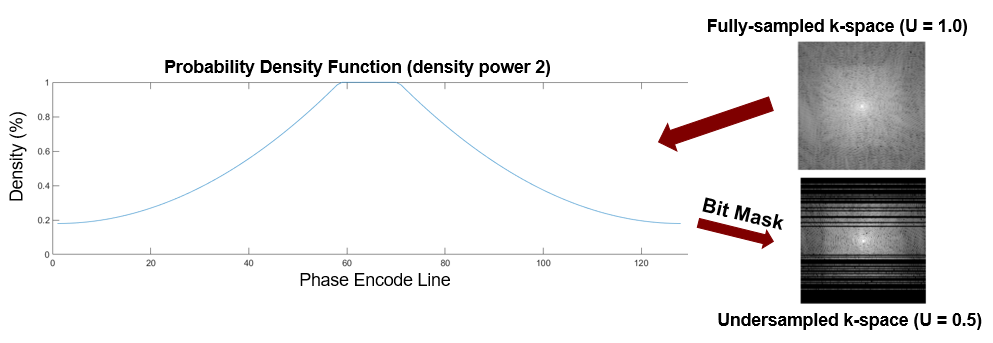 Fully-sampled k-space (U = 1.0)
Probability Density Function (density power 2)
Density (%)
1
0.8
0.6
0.4
0.2
0
0 20 40 60 80 100 120
Phase Encode Line
Bit Mask
Undersampled k-space (U = 0.5)